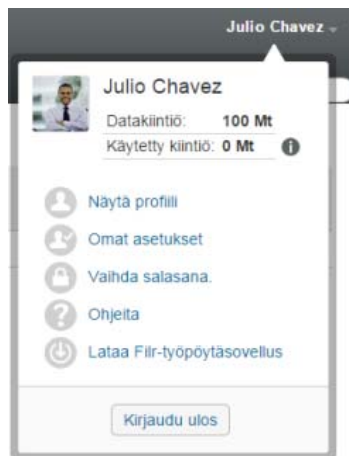 Julio Chavez
Julio Chavez
Datakiintiö: 100 Mt
Käytetty kiintiö: 0 Mt
Näytä profiili
Omat asetukset
Vaihda salasana.
Ohjeita
Lataa Filr-työpöytäsovellus
Kirjaudu ulos